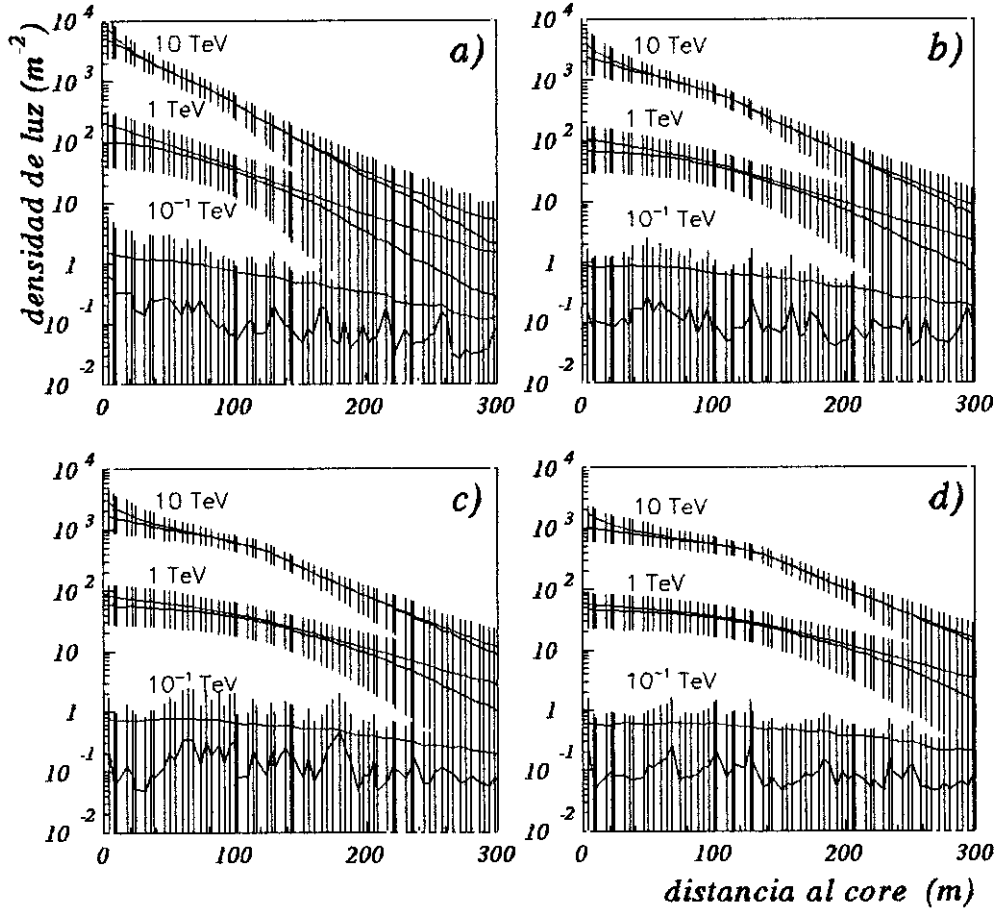 densidad de luz (m⁻²)
10⁴
10³
10²
10
1
10⁻¹
10⁻²
a)
10 TeV
1 TeV
10⁻¹ TeV
0 100 200 300
10⁴
10³
10²
10
1
10⁻¹
10⁻²
b)
10 TeV
1 TeV
10⁻¹ TeV
0 100 200 300
10⁴
10³
10²
10
1
10⁻¹
10⁻²
c)
10 TeV
1 TeV
10⁻¹ TeV
0 100 200 300
10⁴
10³
10²
10
1
10⁻¹
10⁻²
d)
10 TeV
1 TeV
10⁻¹ TeV
0 100 200 300
distancia al core (m)